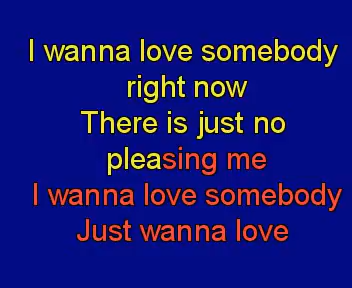 I wanna love somebody
right now
There is just no
pleasing me
I wanna love somebody
Just wanna love